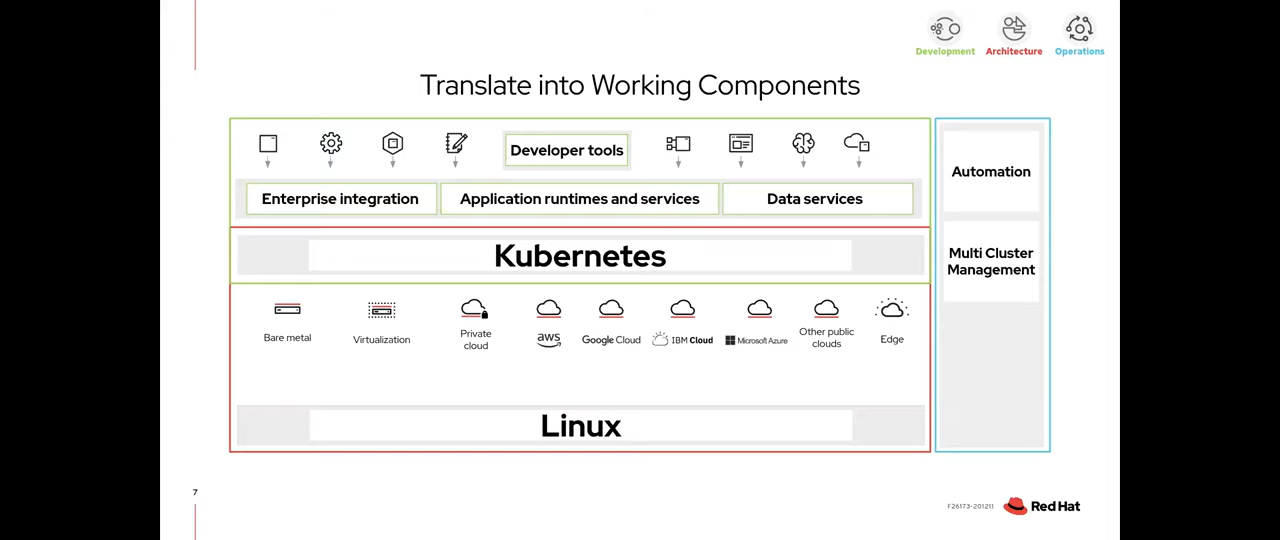 Development
Architecture
Operations
Translate into Working Components
Developer tools
Enterprise integration
Application runtimes and services
Data services
Automation
Kubernetes
Multi Cluster
Management
Bare metal
Virtualization
Private
cloud
aws
Google Cloud
IBM Cloud
Microsoft Azure
Other public
clouds
Edge
Linux
7
F26173-201211
Red Hat